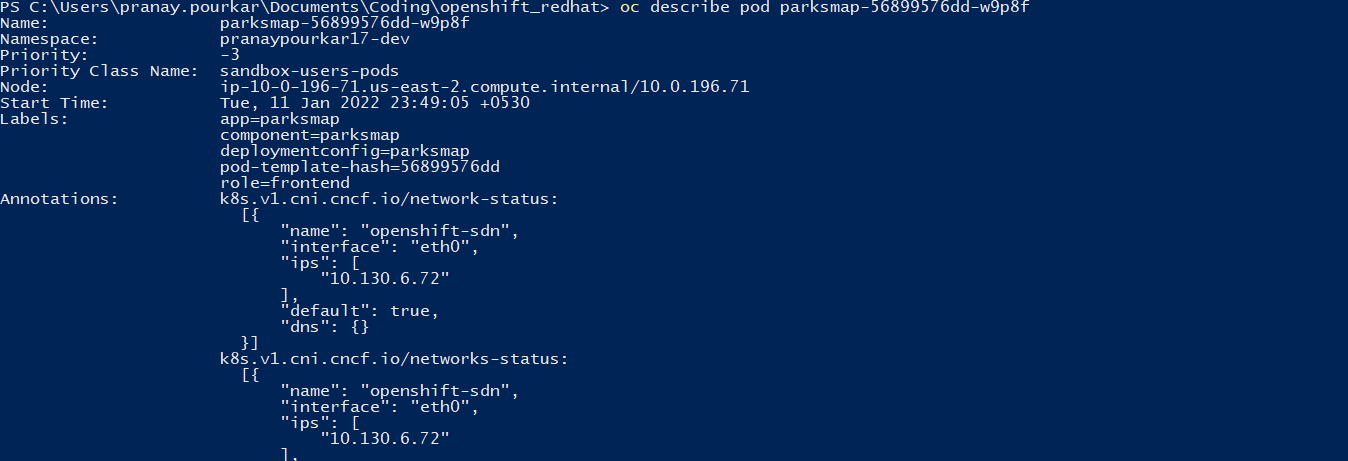 PS C:\Users\pranay.pourkar\Documents\Coding\openshift_redhat> oc describe pod parksmap-56899576dd-w9p8f
Name:                 parksmap-56899576dd-w9p8f
Namespace:            pranaypourkar17-dev
Priority:             -3
Priority Class Name:  sandbox-users-pods
Node:                 ip-10-0-196-71.us-east-2.compute.internal/10.0.196.71
Start Time:           Tue, 11 Jan 2022 23:49:05 +0530
Labels:               app=parksmap
                      component=parksmap
                      deploymentconfig=parksmap
                      pod-template-hash=56899576dd
                      role=frontend
Annotations:          k8s.v1.cni.cncf.io/network-status:
                        [{
                            "name": "openshift-sdn",
                            "interface": "eth0",
                            "ips": [
                                "10.130.6.72"
                            ],
                            "default": true,
                            "dns": {}
                        }]
                      k8s.v1.cni.cncf.io/networks-status:
                        [{
                            "name": "openshift-sdn",
                            "interface": "eth0",
                            "ips": [
                                "10.130.6.72"
                            ],